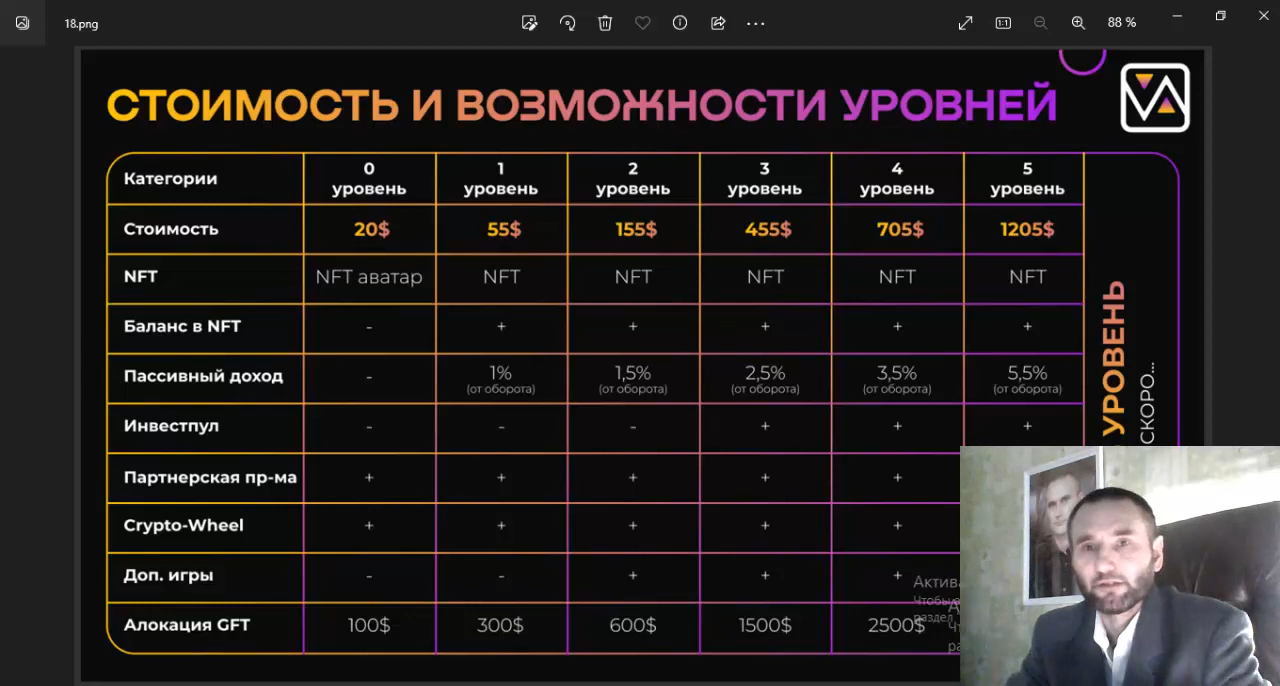 18.png
88 %
СТОИМОСТЬ И ВОЗМОЖНОСТИ УРОВНЕЙ
Категории 0 уровень 1 уровень 2 уровень 3 уровень 4 уровень 5 уровень
Стоимость 20$ 55$ 155$ 455$ 705$ 1205$
NFT NFT аватар NFT NFT NFT NFT NFT
Баланс в NFT - + + + + +
Пассивный доход - 1% (от оборота) 1,5% (от оборота) 2,5% (от оборота) 3,5% (от оборота) 5,5% (от оборота)
Инвестпул - - - + + +
Партнерская пр-ма + + + + +
Crypto-Wheel + + + + +
Доп. игры - - + + +
Алокация GFT 100$ 300$ 600$ 1500$ 2500$
УРОВЕНЬ
СКОРО...